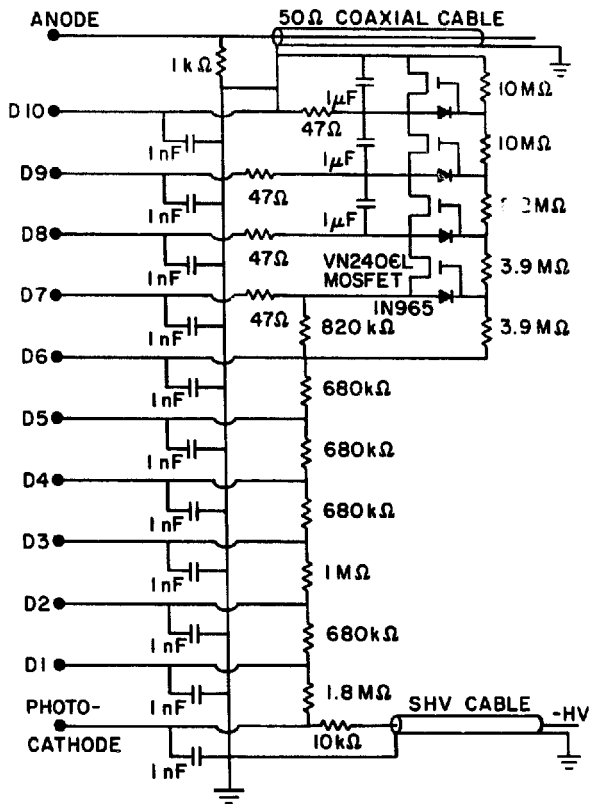 50Ω COAXIAL CABLE
ANODE
1kΩ
10MΩ
1μF
D10
47Ω
1nF
10MΩ
1μF
D9
47Ω
1nF
MΩ
1μF
D8
47Ω
1nF
VN2406L
MOSFET
3.9MΩ
D7
47Ω
1N965
1nF
820kΩ
3.9MΩ
D6
1nF
680kΩ
D5
1nF
680kΩ
D4
1nF
680kΩ
D3
1nF
1MΩ
D2
1nF
680kΩ
D1
1nF
1.8MΩ
SHV CABLE
-HV
PHOTO-
CATHODE
10kΩ
1nF